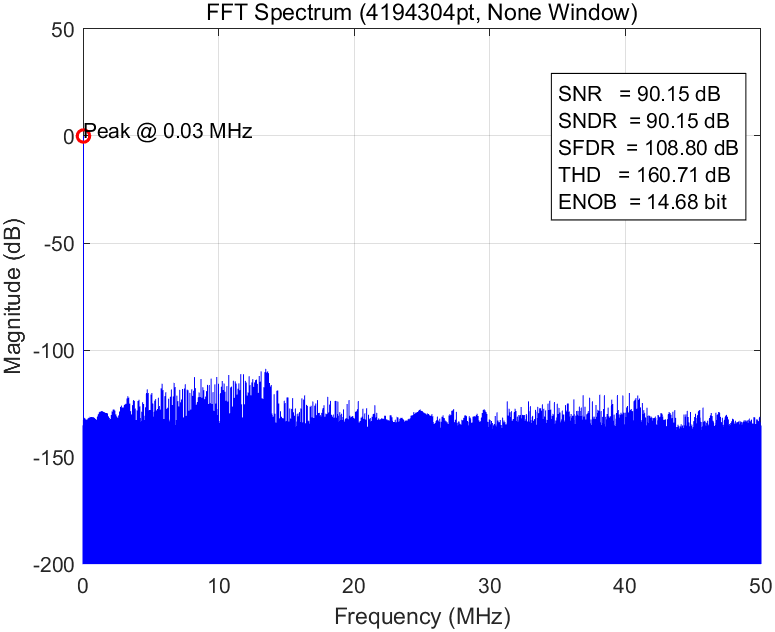 FFT Spectrum (4194304pt, None Window)
50
0
-50
-100
-150
-200
Magnitude (dB)
Peak @ 0.03 MHz
SNR = 90.15 dB
SNDR = 90.15 dB
SFDR = 108.80 dB
THD = 160.71 dB
ENOB = 14.68 bit
0 10 20 30 40 50
Frequency (MHz)